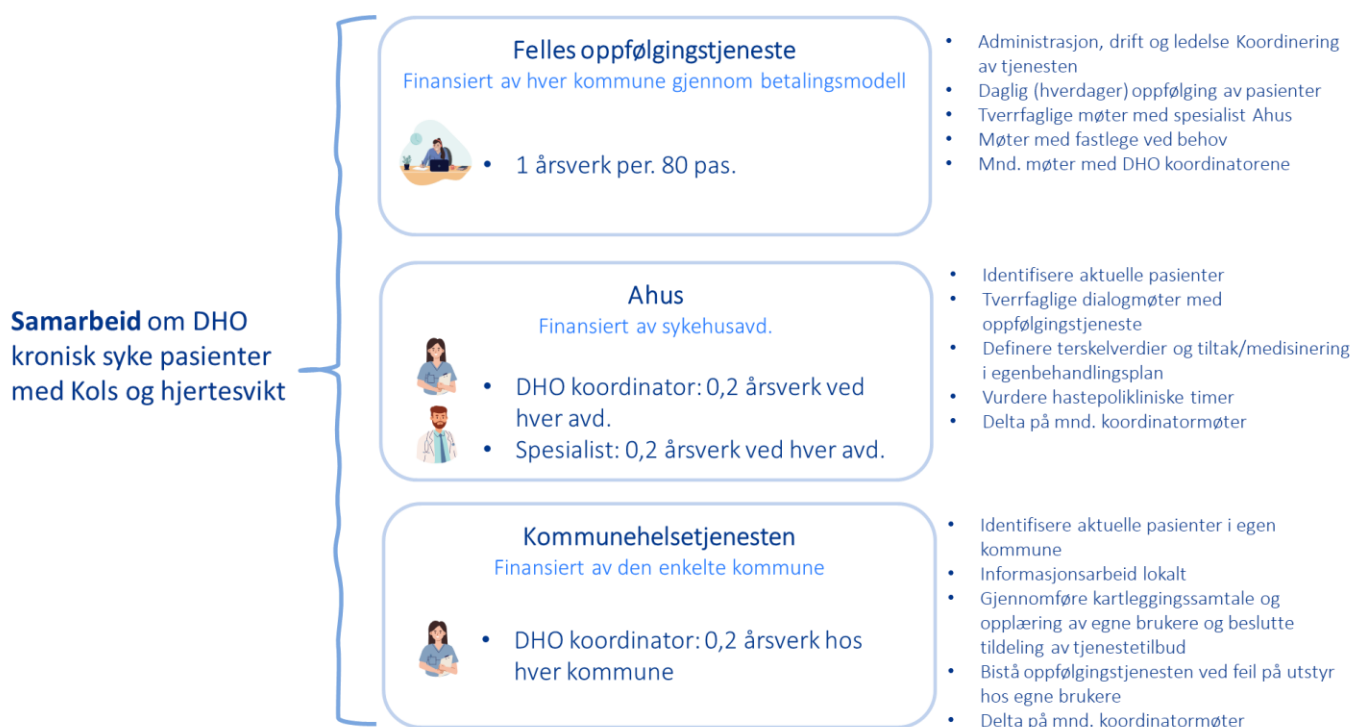 Samarbeid om DHO
kronisk syke pasienter
med Kols og hjertesvikt
Felles oppfølgingstjeneste
Finansiert av hver kommune gjennom betalingsmodell
• 1 årsverk per. 80 pas.
• Administrasjon, drift og ledelse Koordinering
av tjenesten
• Daglig (hverdager) oppfølging av pasienter
• Tverrfaglige møter med spesialist Ahus
• Møter med fastlege ved behov
• Mnd. møter med DHO koordinatorene
Ahus
Finansiert av sykehusavd.
• DHO koordinator: 0,2 årsverk ved
hver avd.
• Spesialist: 0,2 årsverk ved hver avd.
• Identifisere aktuelle pasienter
• Tverrfaglige dialogmøter med
oppfølgingstjeneste
• Definere terskelverdier og tiltak/medisinering
i egenbehandlingsplan
• Vurdere hastepolikliniske timer
• Delta på mnd. koordinatormøter
Kommunehelsetjenesten
Finansiert av den enkelte kommune
• DHO koordinator: 0,2 årsverk hos
hver kommune
• Identifisere aktuelle pasienter i egen
kommune
• Informasjonsarbeid lokalt
• Gjennomføre kartleggingssamtale og
opplæring av egne brukere og beslutte
tildeling av tjenestetilbud
• Bistå oppfølgingstjenesten ved feil på utstyr
hos egne brukere
• Delta på mnd. koordinatormøter